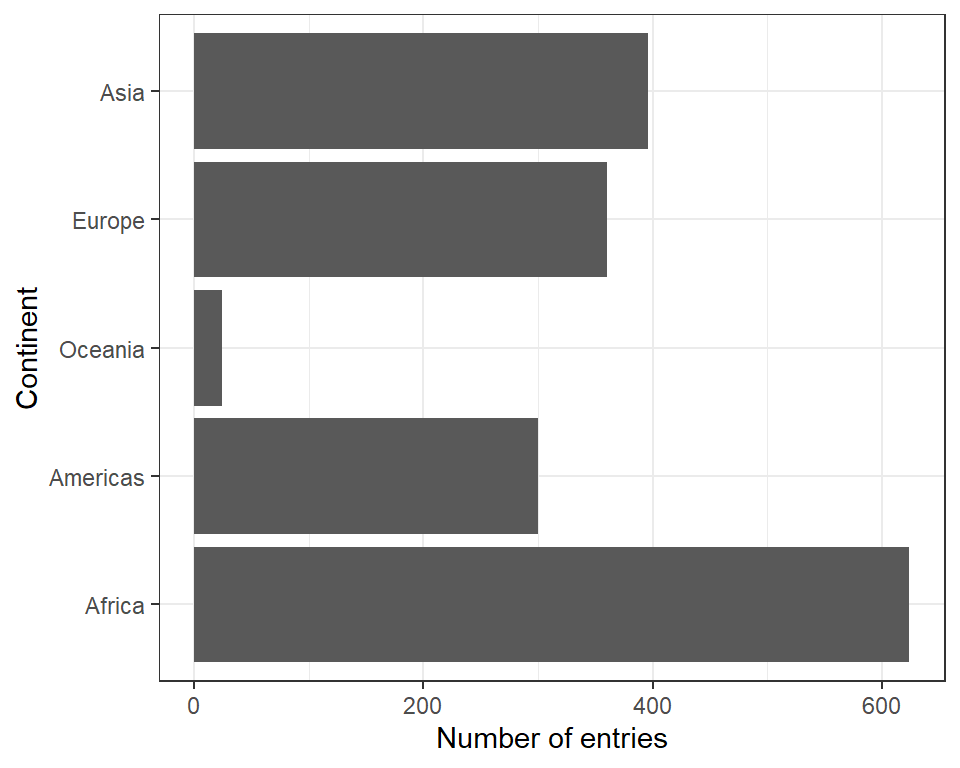 Asia
Europe
Oceania
Americas
Africa
Continent
0 200 400 600
Number of entries